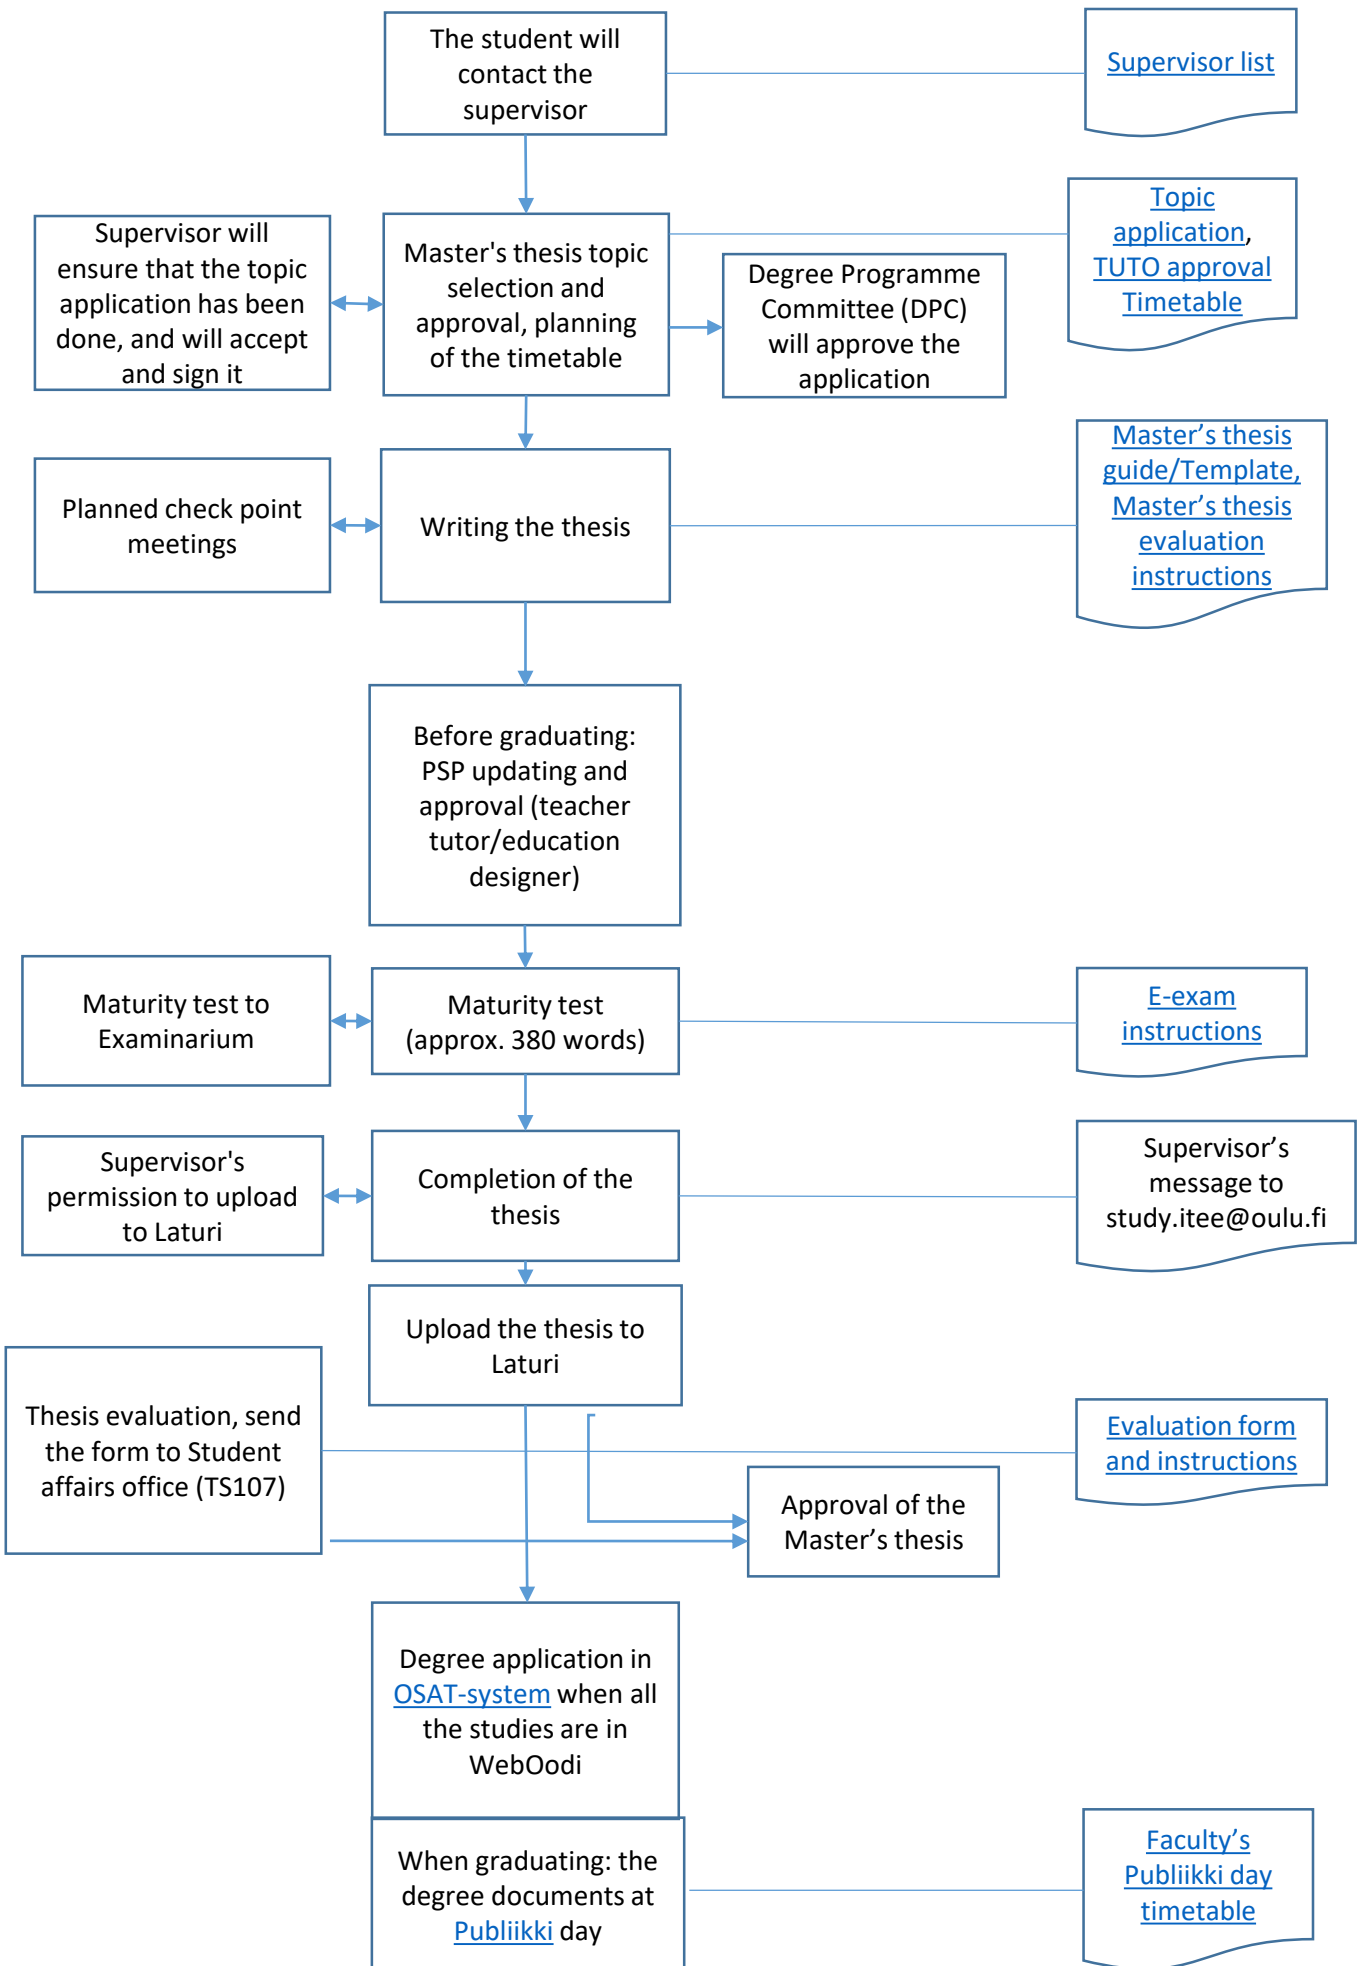 The student will
contact the
supervisor
Supervisor list
Supervisor will
ensure that the topic
application has been
done, and will accept
and sign it
Master's thesis topic
selection and
approval, planning
of the timetable
Degree Programme
Committee (DPC)
will approve the
application
Topic
application,
TUTO approval
Timetable
Planned check point
meetings
Writing the thesis
Master’s thesis
guide/Template,
Master’s thesis
evaluation
instructions
Before graduating:
PSP updating and
approval (teacher
tutor/education
designer)
Maturity test to
Examinarium
Maturity test
(approx. 380 words)
E-exam
instructions
Supervisor's
permission to upload
to Laturi
Completion of the
thesis
Supervisor’s
message to
study.itee@oulu.fi
Upload the thesis to
Laturi
Thesis evaluation, send
the form to Student
affairs office (TS107)
Evaluation form
and instructions
Approval of the
Master’s thesis
Degree application in
OSAT-system when all
the studies are in
WebOodi
When graduating: the
degree documents at
Publiikki day
Faculty’s
Publiikki day
timetable